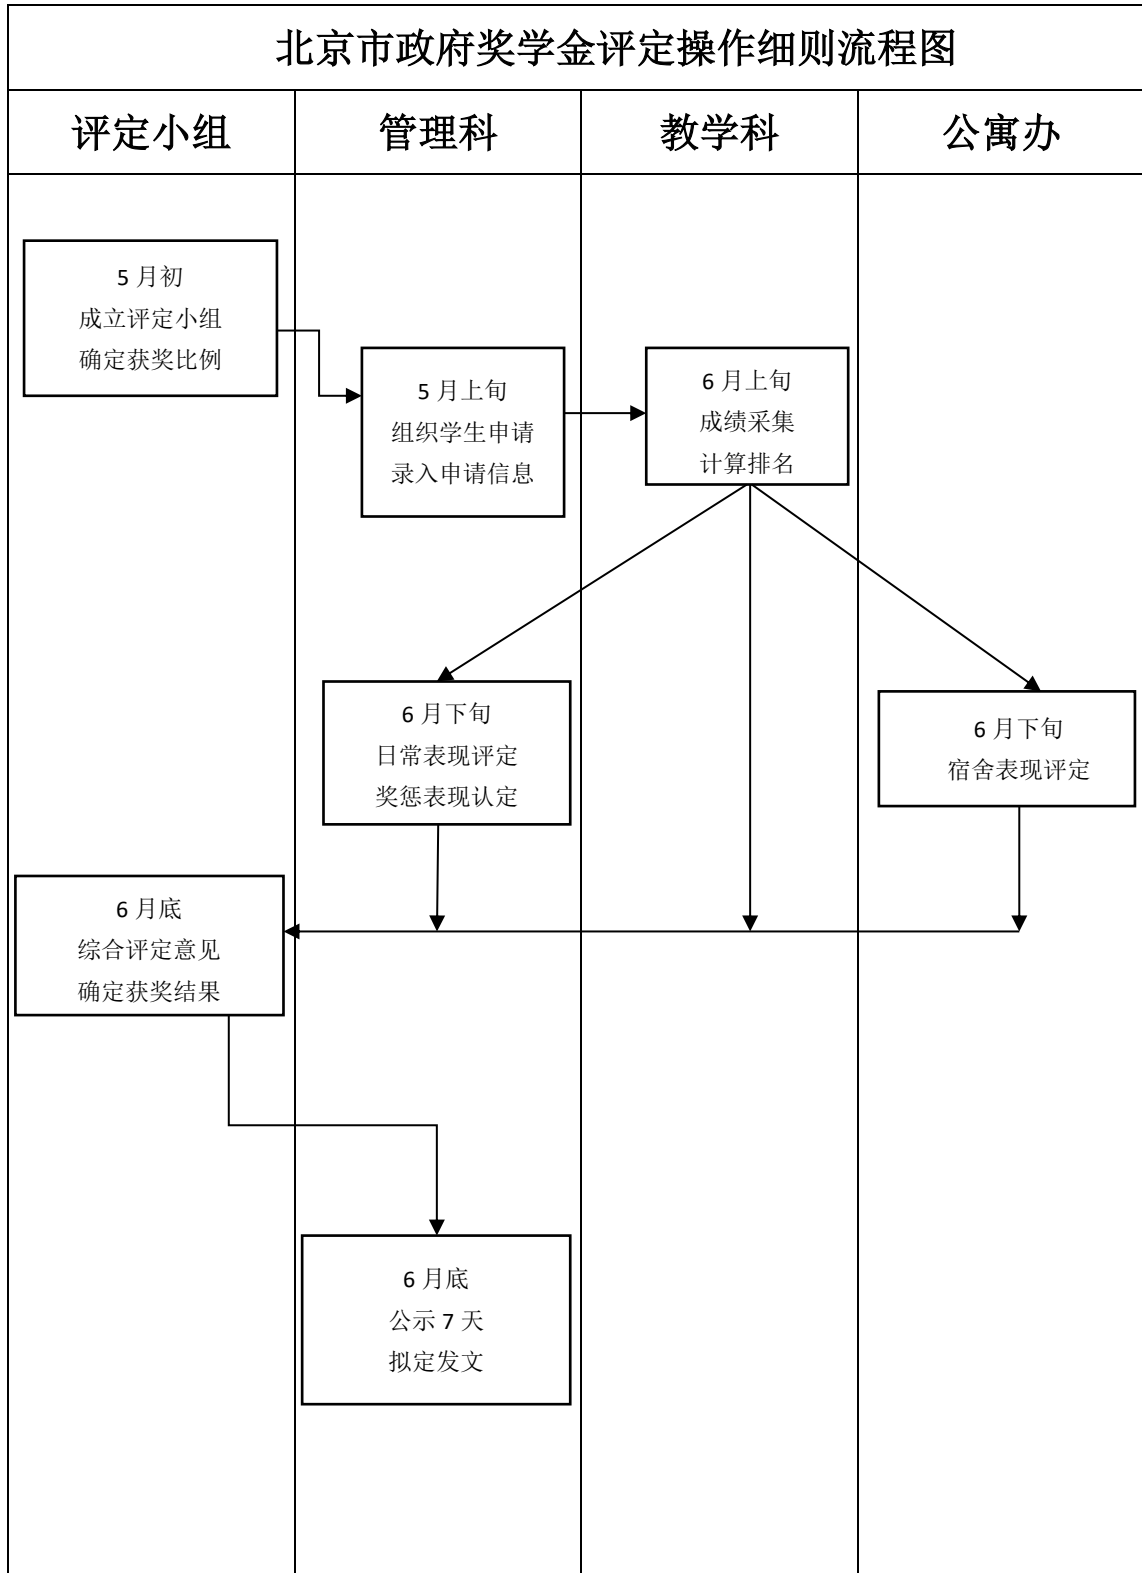 北京市政府奖学金评定操作细则流程图
评定小组
管理科
教学科
公寓办
5 月初
成立评定小组
确定获奖比例
5 月上旬
组织学生申请
录入申请信息
6 月上旬
成绩采集
计算排名
6 月下旬
日常表现评定
奖惩表现认定
6 月下旬
宿舍表现评定
6 月底
综合评定意见
确定获奖结果
6 月底
公示 7 天
拟定发文